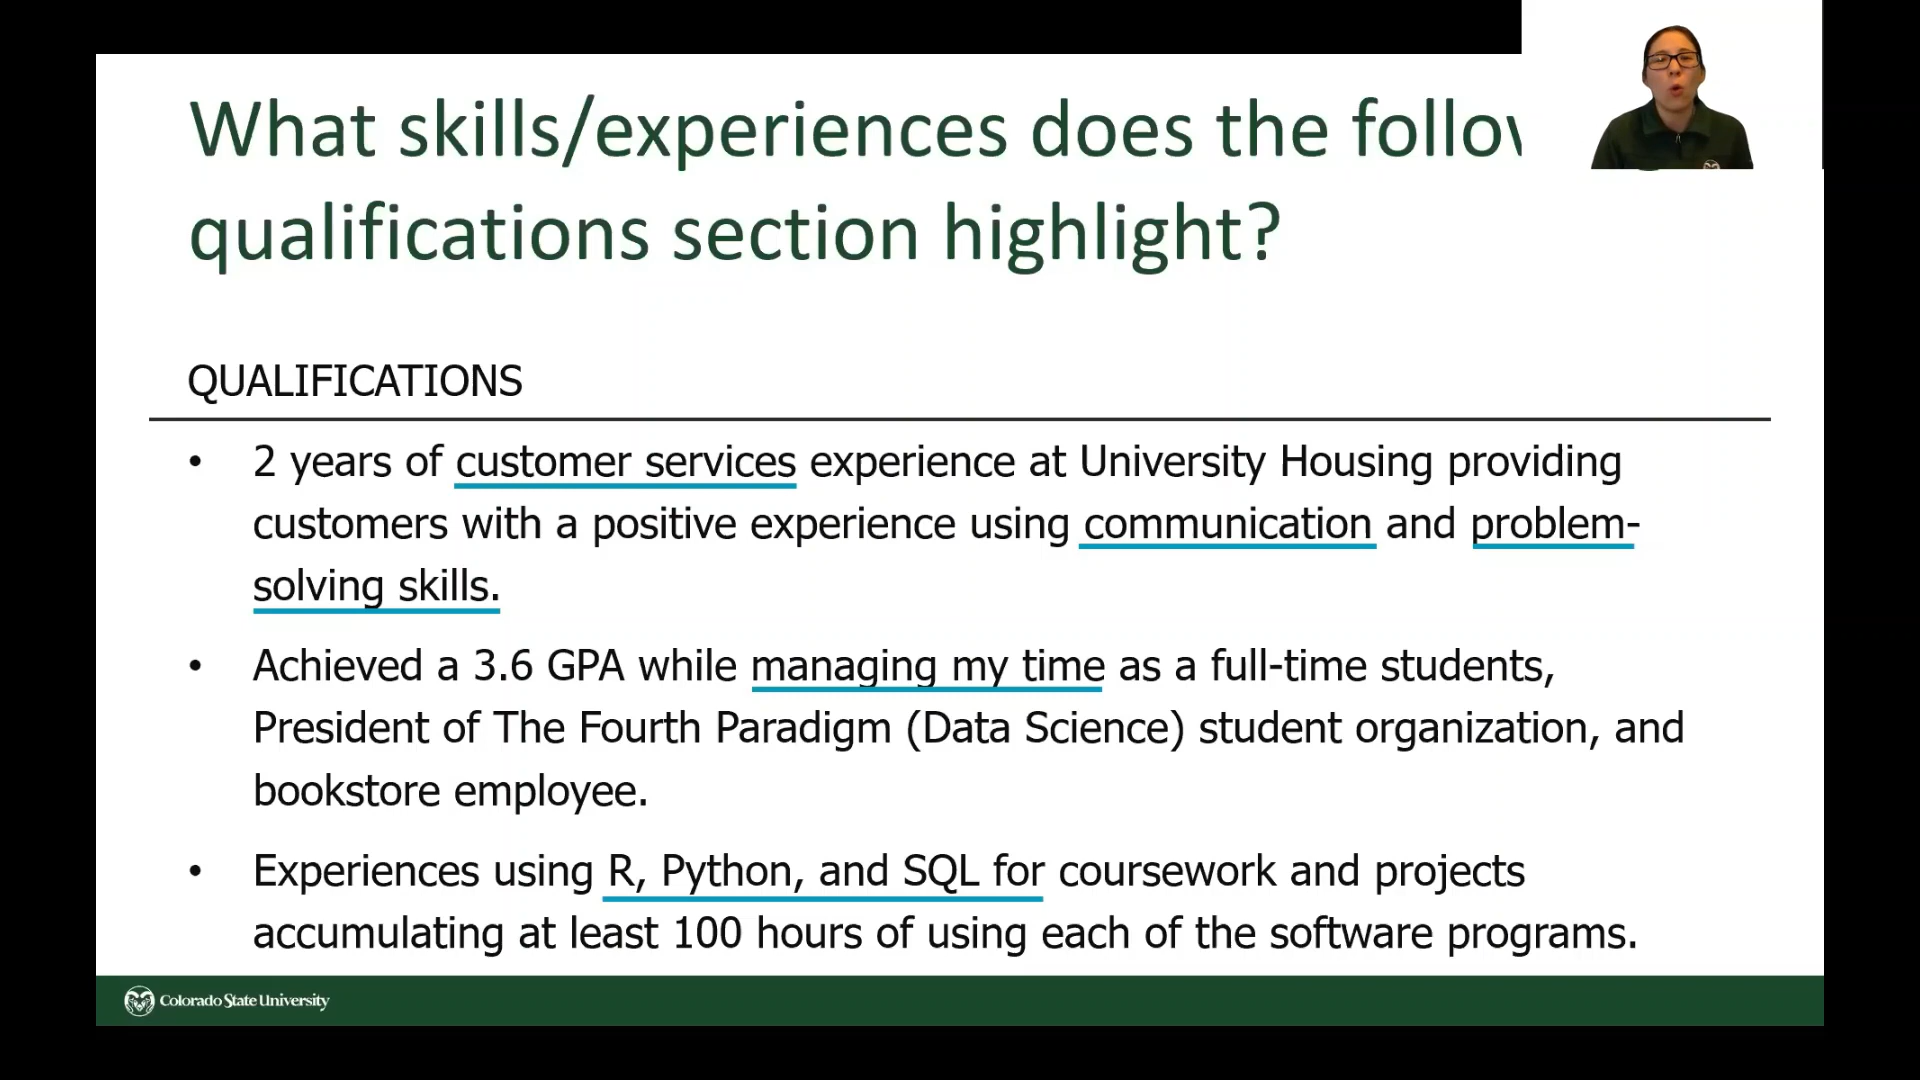 What skills/experiences does the
qualifications section highlight?
QUALIFICATIONS
• 2 years of customer services experience at University Housing providing
customers with a positive experience using communication and problem-
solving skills.
• Achieved a 3.6 GPA while managing my time as a full-time students,
President of The Fourth Paradigm (Data Science) student organization, and
bookstore employee.
• Experiences using R, Python, and SQL for coursework and projects
accumulating at least 100 hours of using each of the software programs.
Colorado State University